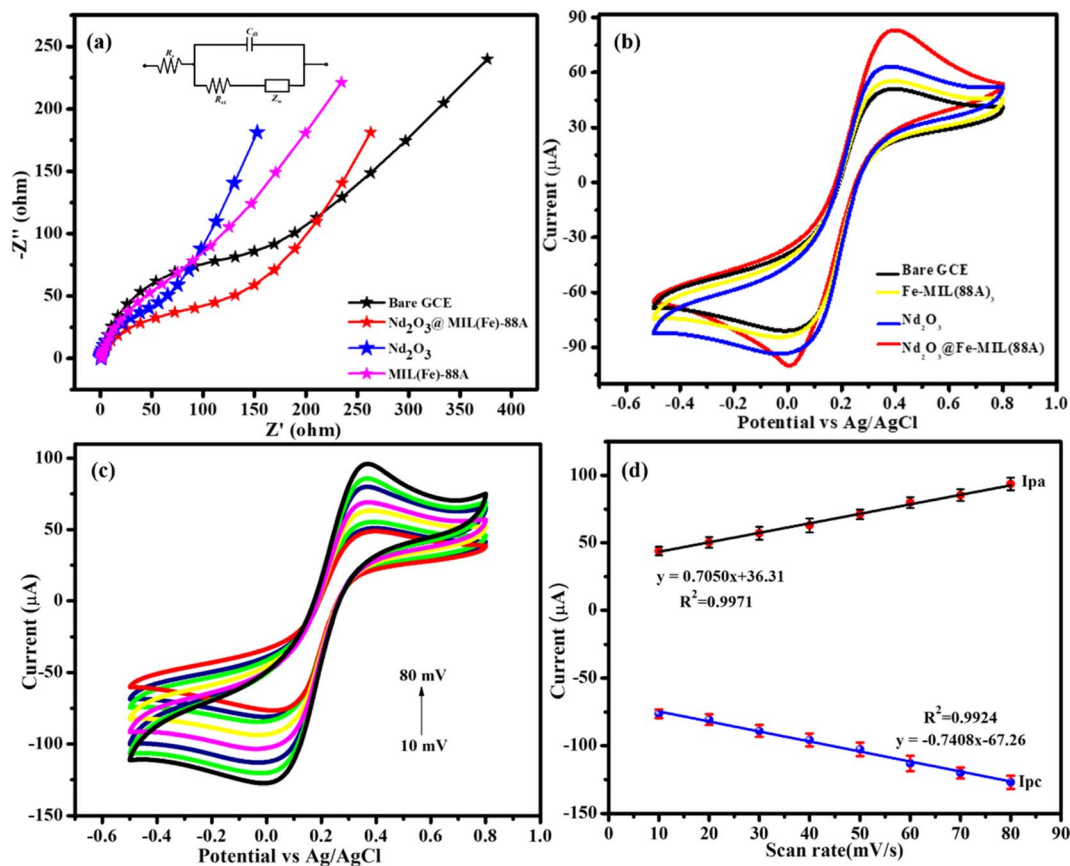 (a)
250
200
150
100
50
0
-Z'' (ohm)
Cdl
Rs
Rct
Zw
Bare GCE
Nd2O3@ MIL(Fe)-88A
Nd2O3
MIL(Fe)-88A
0 50 100 150 200 250 300 350 400
Z' (ohm)
(b)
90
60
30
0
-30
-60
-90
Current (μA)
Bare GCE
Fe-MIL(88A)3
Nd2O3
Nd2O3@Fe-MIL(88A)
-0.6 -0.4 -0.2 0.0 0.2 0.4 0.6 0.8 1.0
Potential vs Ag/AgCl
(c)
100
50
0
-50
-100
-150
Current (μA)
80 mV
10 mV
-0.6 -0.4 -0.2 0.0 0.2 0.4 0.6 0.8 1.0
Potential vs Ag/AgCl
(d)
150
100
50
0
-50
-100
-150
Current (μA)
Ipa
y = 0.7050x+36.31
R2=0.9971
R2=0.9924
y = -0.7408x-67.26
Ipc
0 10 20 30 40 50 60 70 80 90
Scan rate(mV/s)